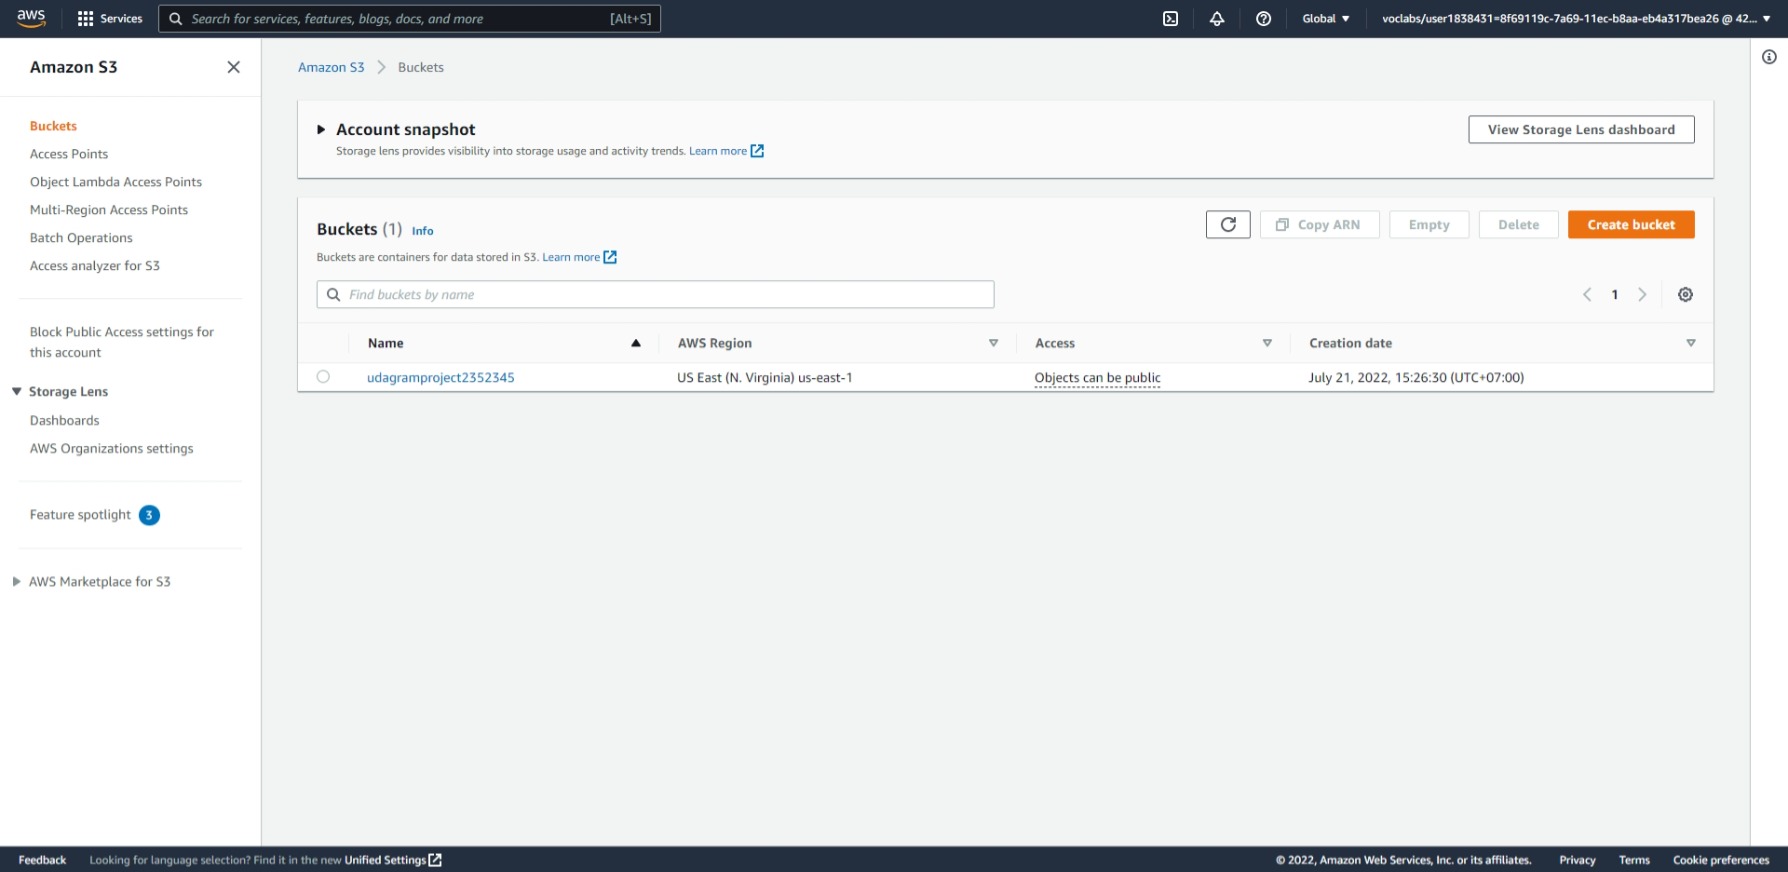 aws
Services
Search for services, features, blogs, docs, and more
[Alt+S]
Global
voclabs/user1838431=8f69119c-7a69-11ec-b8aa-eb4a317bea26 @ 42...
Amazon S3
Buckets
Access Points
Object Lambda Access Points
Multi-Region Access Points
Batch Operations
Access analyzer for S3
Block Public Access settings for
this account
Storage Lens
Dashboards
AWS Organizations settings
Feature spotlight 3
AWS Marketplace for S3
Amazon S3 Buckets
Account snapshot
Storage lens provides visibility into storage usage and activity trends. Learn more
View Storage Lens dashboard
Buckets (1) Info
Buckets are containers for data stored in S3. Learn more
Copy ARN
Empty
Delete
Create bucket
Find buckets by name
1
Name AWS Region Access Creation date
udagramproject2352345 US East (N. Virginia) us-east-1 Objects can be public July 21, 2022, 15:26:30 (UTC+07:00)
Feedback Looking for language selection? Find it in the new Unified Settings
© 2022, Amazon Web Services, Inc. or its affiliates. Privacy Terms Cookie preferences